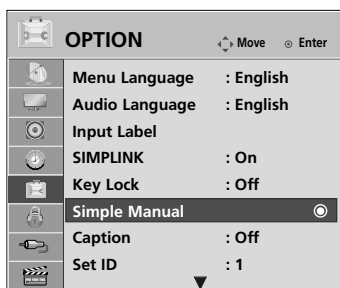 OPTION Move Enter
Menu Language : English
Audio Language : English
Input Label
SIMPLINK : On
Key Lock : Off
Simple Manual
Caption : Off
Set ID : 1